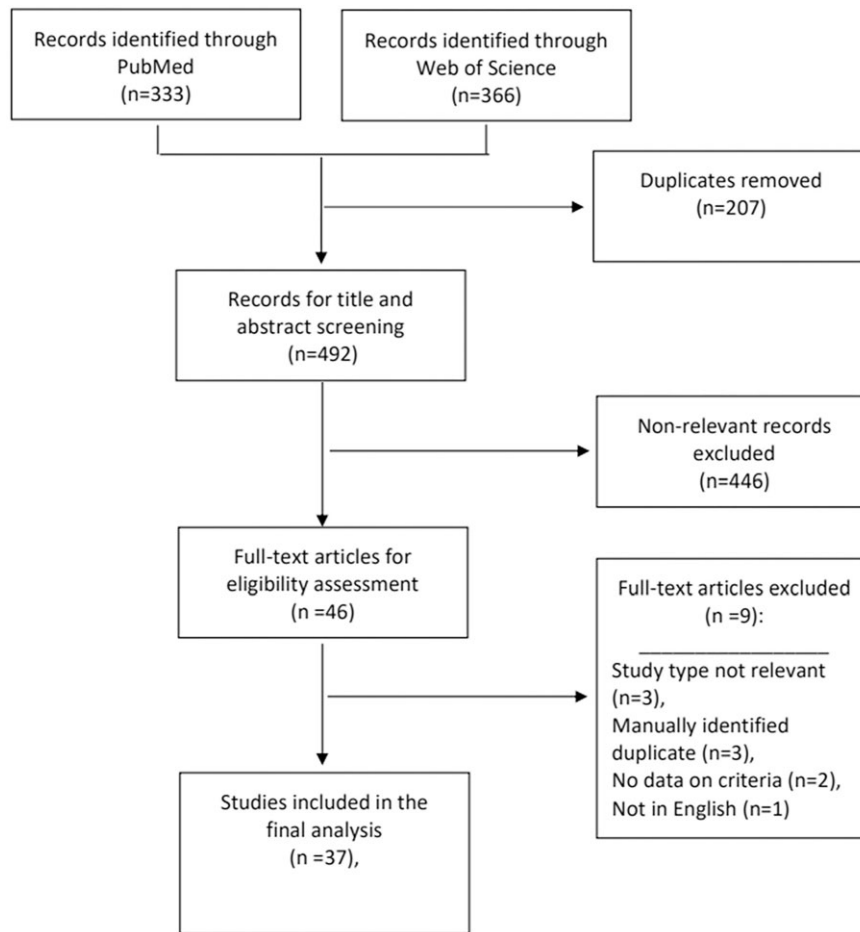 Records identified through
PubMed
(n=333)
Records identified through
Web of Science
(n=366)
Duplicates removed
(n=207)
Records for title and
abstract screening
(n=492)
Non-relevant records
excluded
(n=446)
Full-text articles for
eligibility assessment
(n =46)
Full-text articles excluded
(n =9):
Study type not relevant
(n=3),
Manually identified
duplicate (n=3),
No data on criteria (n=2),
Not in English (n=1)
Studies included in the
final analysis
(n =37),